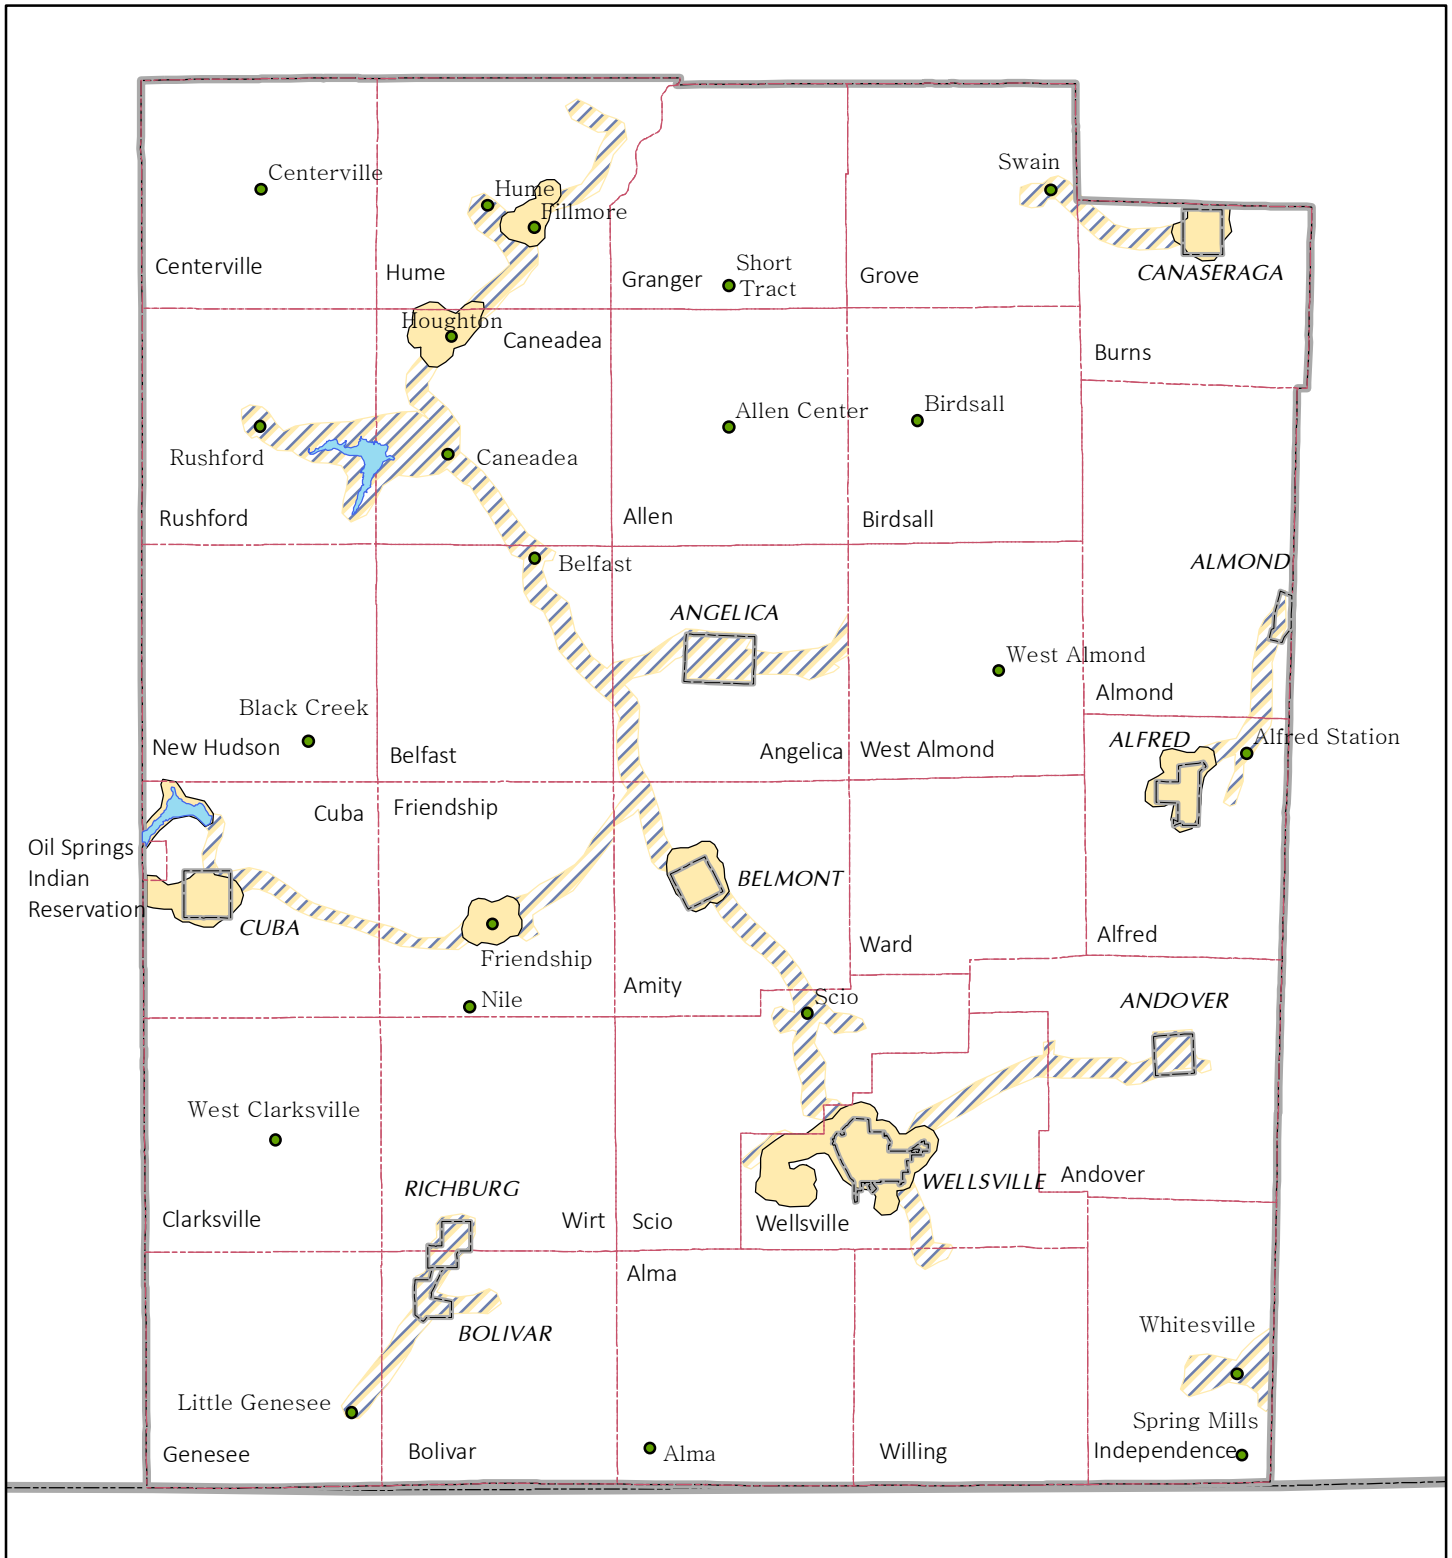 Swain
Centerville
Hume
Fillmore
Short
Tract
Centerville
Hume
Granger
Grove
CANASERAGA
Houghton
Caneadea
Burns
Allen Center
Birdsall
Rushford
Caneadea
Rushford
Allen
Birdsall
Belfast
ALMOND
ANGELICA
West Almond
Almond
Black Creek
New Hudson
Belfast
Angelica
West Almond
ALFRED
Alfred Station
Cuba
Friendship
Oil Springs
Indian
Reservation
BELMONT
CUBA
Friendship
Ward
Alfred
Amity
Nile
Scio
ANDOVER
West Clarksville
RICHBURG
WELLSVILLE
Andover
Clarksville
Wirt
Scio
Wellsville
Alma
BOLIVAR
Whitesville
Little Genesee
Spring Mills
Genesee
Bolivar
Alma
Willing
Independence